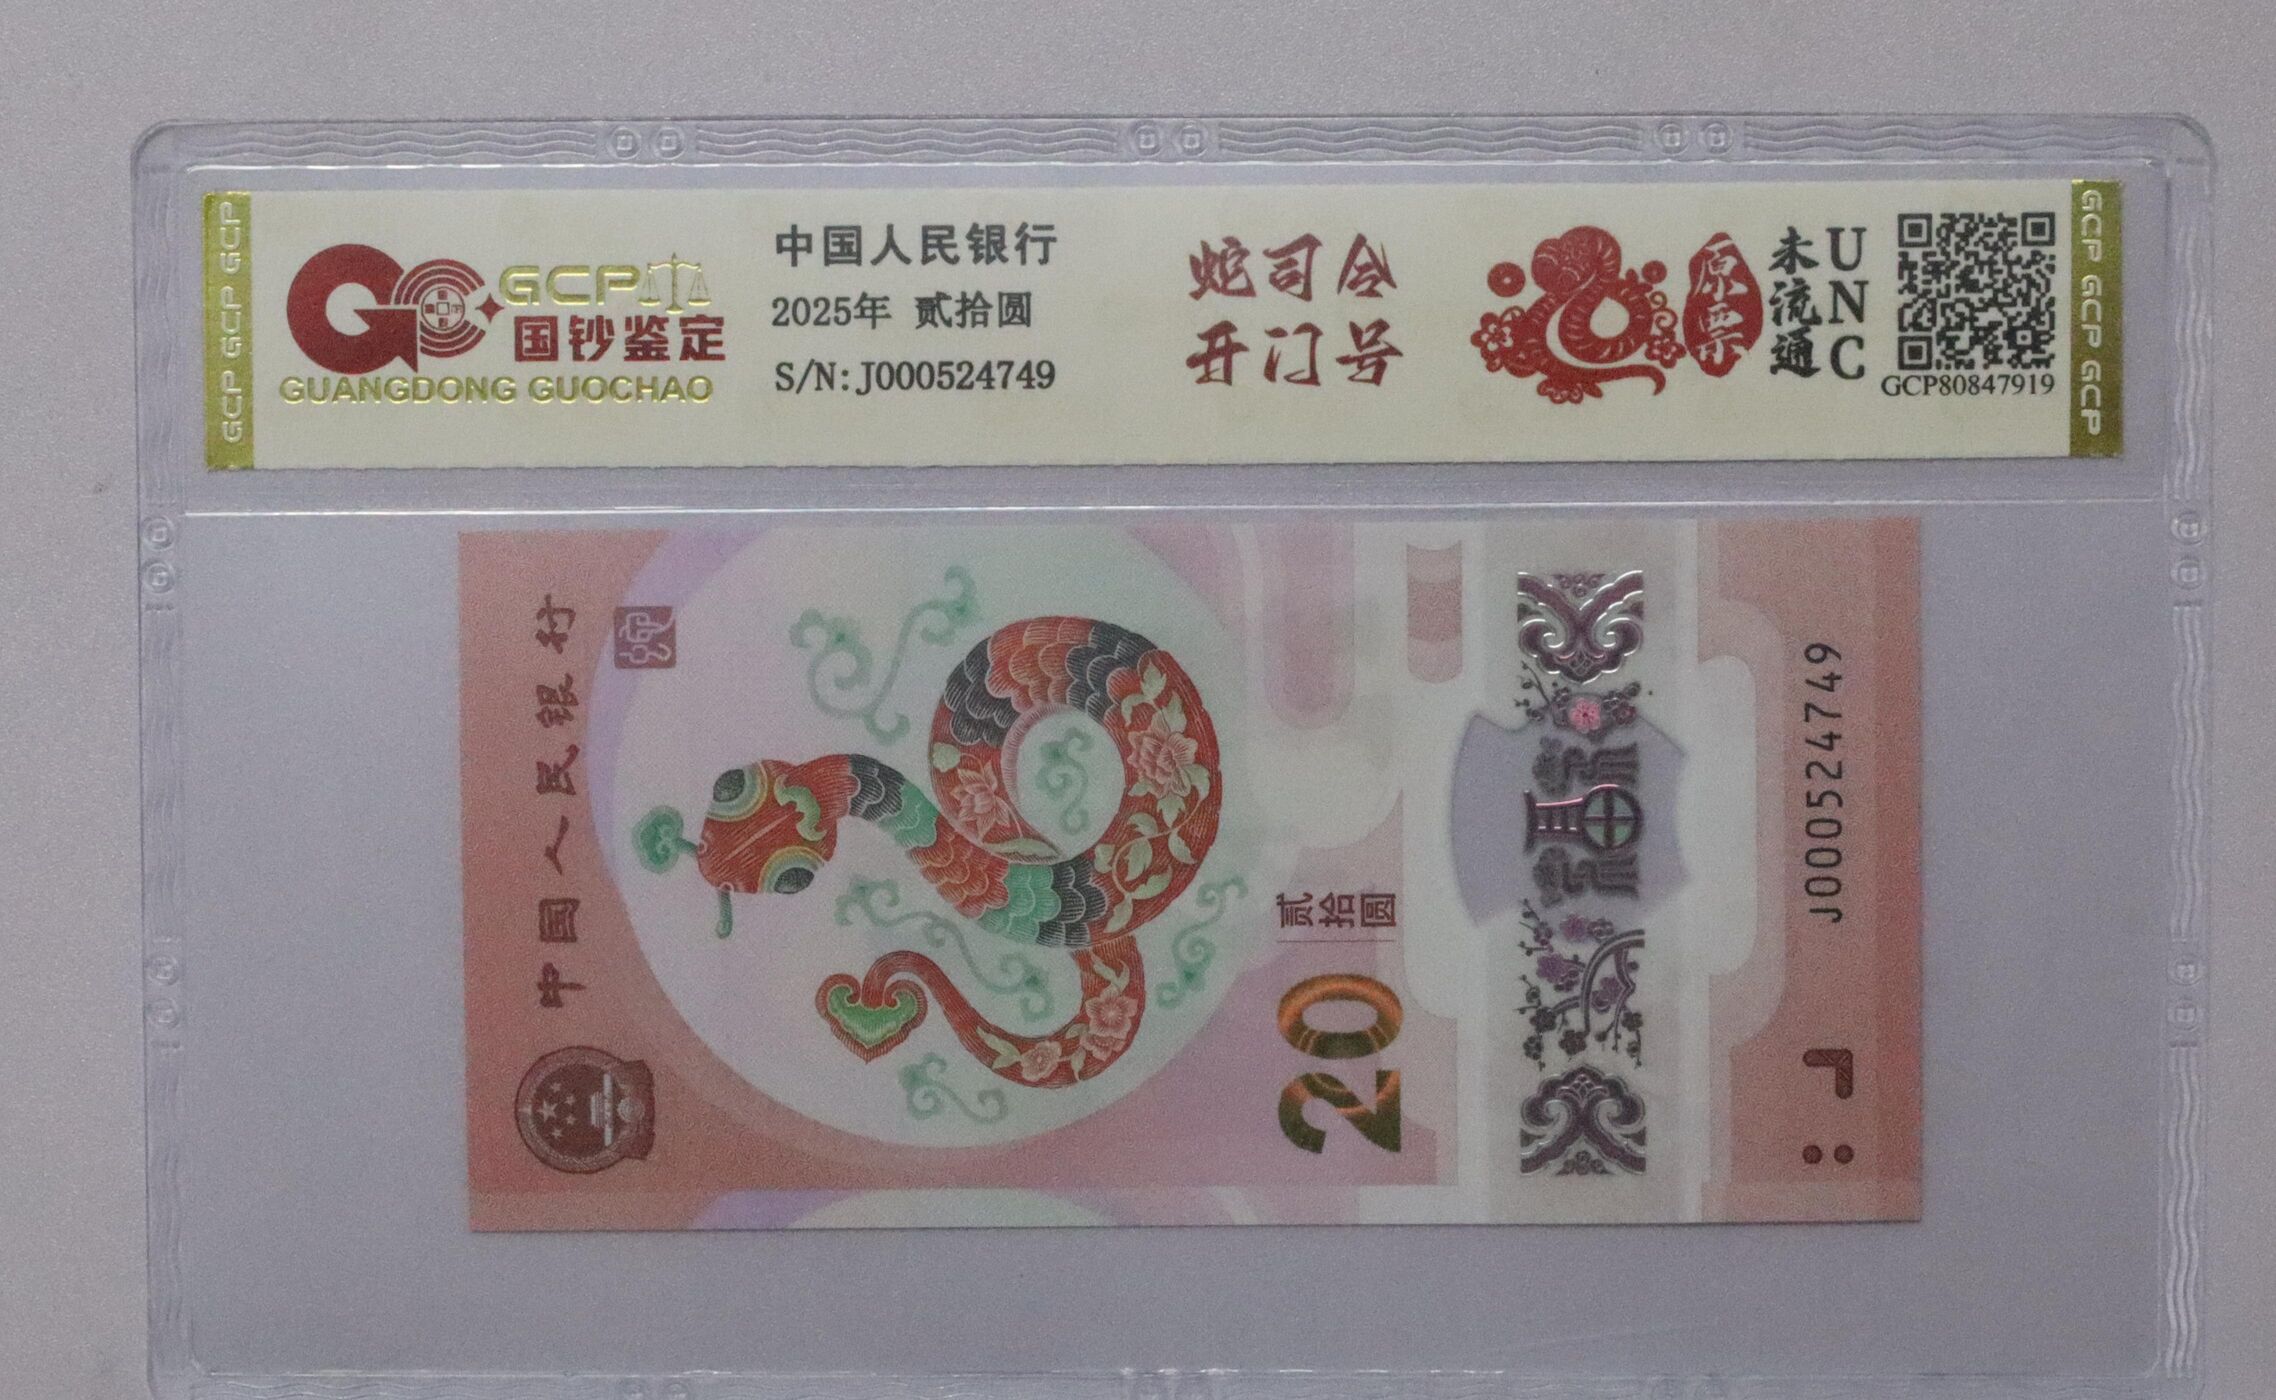 GCP GCP GCP
GCP
国钞鉴定
GUANGDONG GUOCHAO
中国人民银行
2025年 贰拾圆
S/N:J000524749
蛇司令
开门号
原票
未流通
UNC
GCP80847919
GCP GCP GCP
中国人民银行
20
贰拾圆
福
J000524749